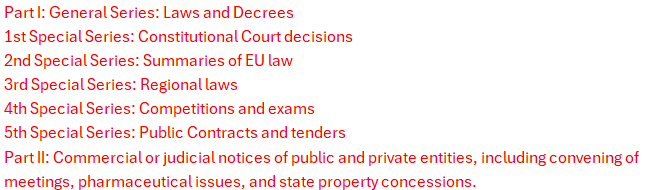 Part I: General Series: Laws and Decrees
1st Special Series: Constitutional Court decisions
2nd Special Series: Summaries of EU law
3rd Special Series: Regional laws
4th Special Series: Competitions and exams
5th Special Series: Public Contracts and tenders
Part II: Commercial or judicial notices of public and private entities, including convening of
meetings, pharmaceutical issues, and state property concessions.